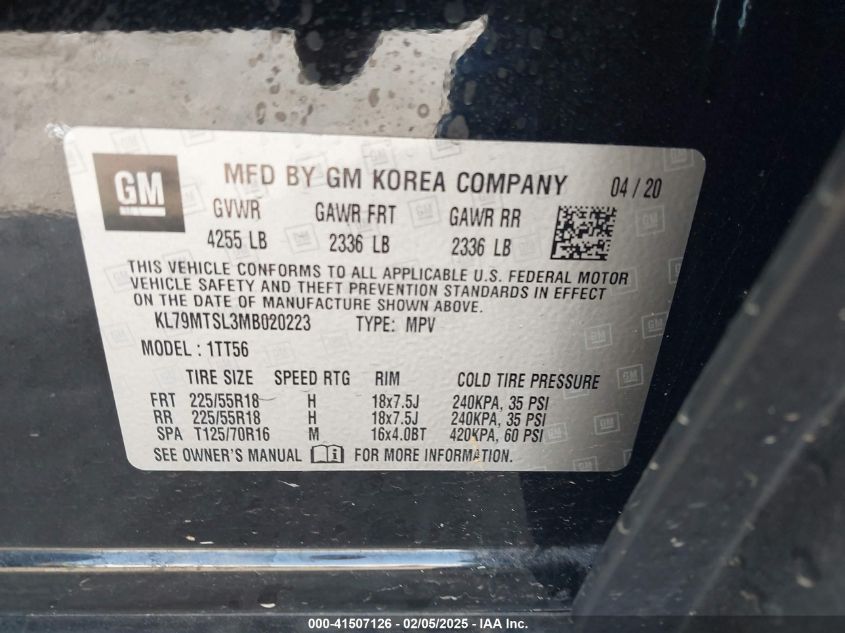 GM
MFD BY GM KOREA COMPANY 04 / 20
GVWR GAWR FRT GAWR RR
4255 LB 2336 LB 2336 LB
THIS VEHICLE CONFORMS TO ALL APPLICABLE U.S. FEDERAL MOTOR
VEHICLE SAFETY AND THEFT PREVENTION STANDARDS IN EFFECT
ON THE DATE OF MANUFACTURE SHOWN ABOVE.
KL79MTSL3MB020223 TYPE: MPV
MODEL : 1TT56
TIRE SIZE SPEED RTG RIM COLD TIRE PRESSURE
FRT 225/55R18 H 18x7.5J 240KPA, 35 PSI
RR 225/55R18 H 18x7.5J 240KPA, 35 PSI
SPA T125/70R16 M 16x4.0BT 420KPA, 60 PSI
SEE OWNER'S MANUAL FOR MORE INFORMATION.
000-41507126 - 02/05/2025 - © IAA Inc.